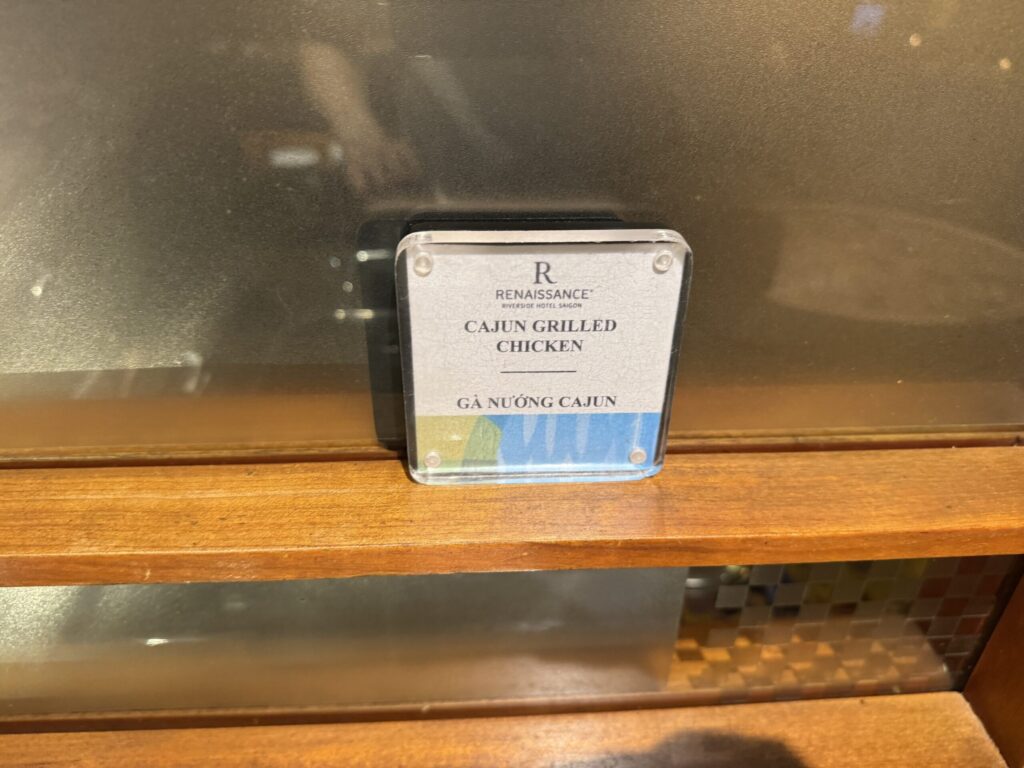 R
RENAISSANCE®
RIVERSIDE HOTEL SAIGON
CAJUN GRILLED
CHICKEN
GÀ NƯỚNG CAJUN